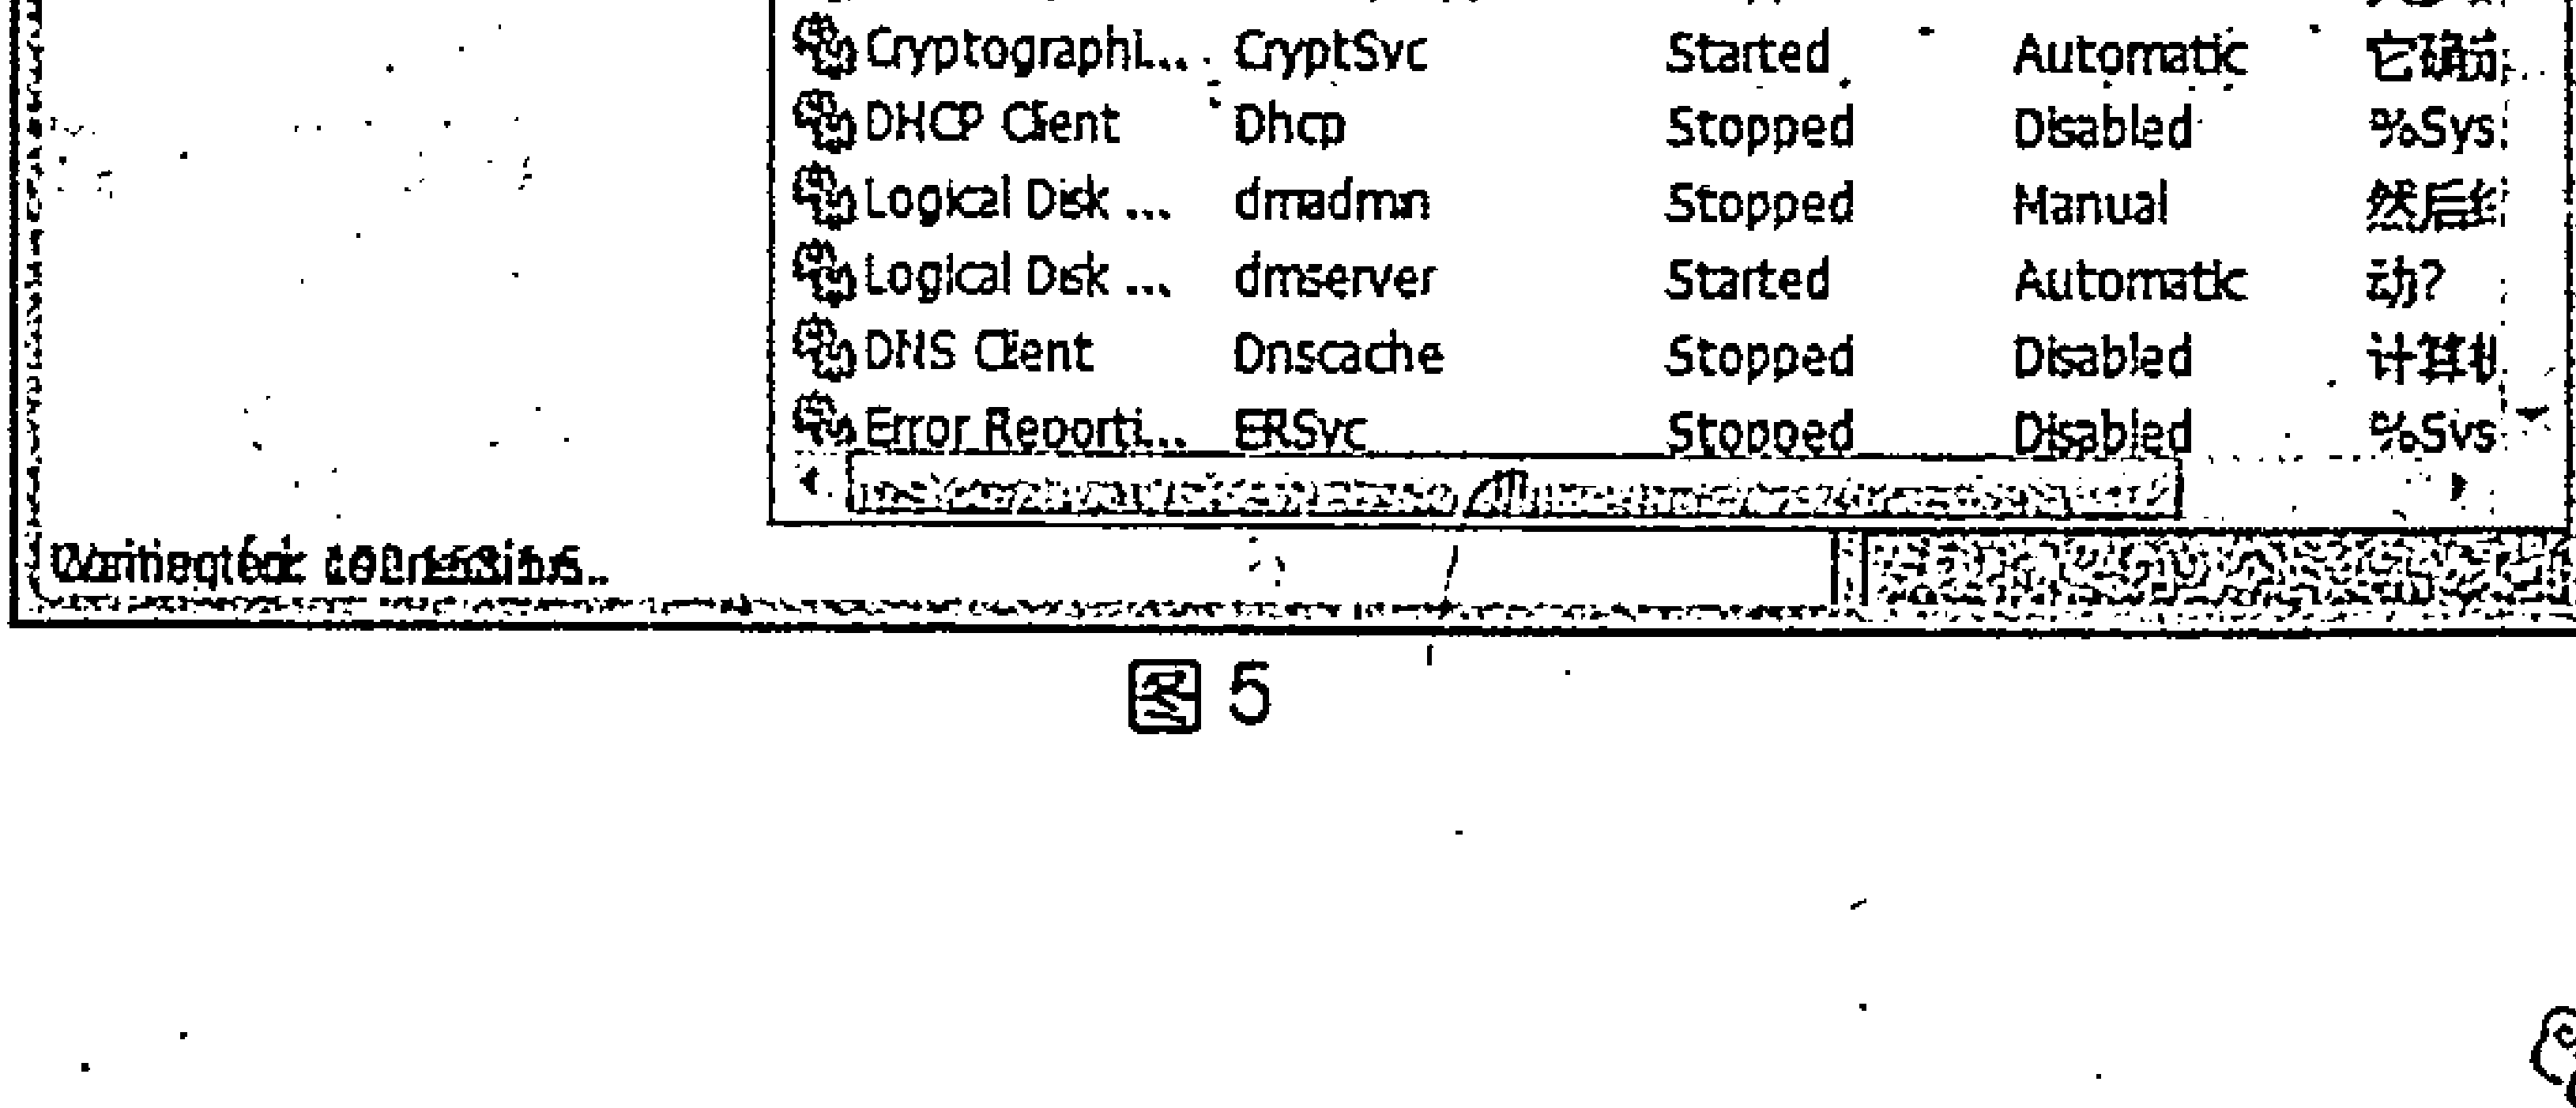 Cryptographi... CryptSvc Started Automatic 它确
DHCP Client Dhcp Stopped Disabled %Sys
Logical Disk ... dmadmin Stopped Manual 然后
Logical Disk ... dmserver Started Automatic 动?
DNS Client Dnscache Stopped Disabled 计算
Error Reporti... ERSvc Stopped Disabled %Sys
图 5